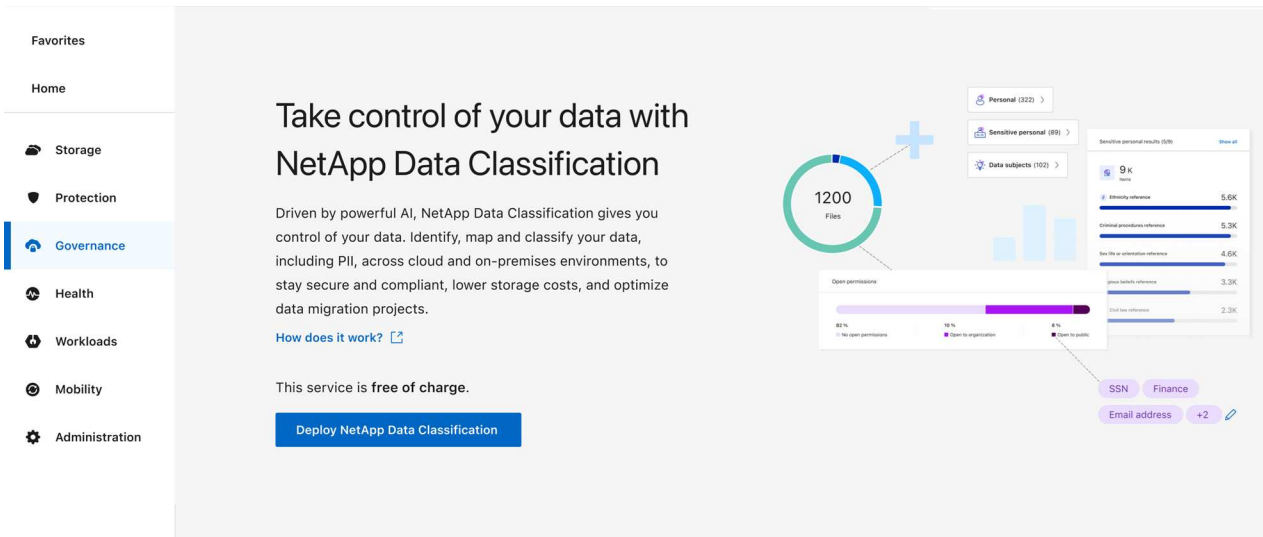 Favorites
Home
Storage
Protection
Governance
Health
Workloads
Mobility
Administration
Take control of your data with
NetApp Data Classification
Driven by powerful AI, NetApp Data Classification gives you
control of your data. Identify, map and classify your data,
including PII, across cloud and on-premises environments, to
stay secure and compliant, lower storage costs, and optimize
data migration projects.
How does it work?
This service is free of charge.
Deploy NetApp Data Classification
1200
Files
Personal (322) >
Sensitive personal (89) >
Data subjects (102) >
Sensitive personal results (5/9) Show all
9 K
Items
Ethnicity reference 5.6K
Criminal procedures reference 5.3K
Sex life or orientation reference 4.6K
beliefs reference 3.3K
Civil law reference 2.3K
Open permissions
82 % 10 % 8 %
No open permissions Open to organization Open to public
SSN Finance
Email address +2